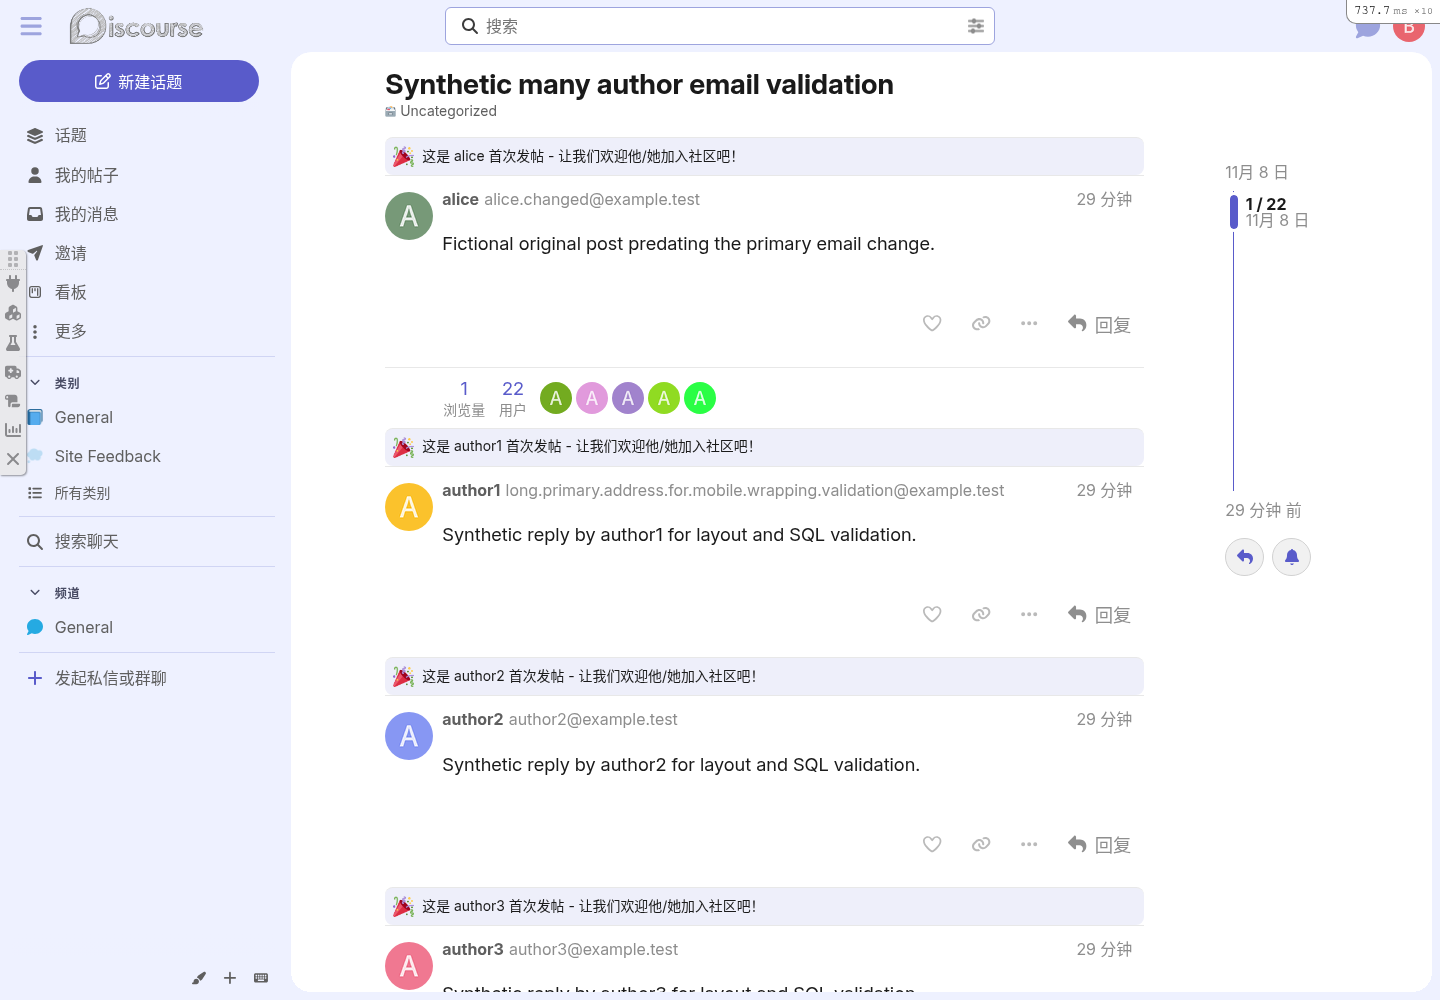 Discourse
搜索
737.7 ms ×10
B
新建话题
话题
我的帖子
我的消息
邀请
看板
更多
类别
General
Site Feedback
所有类别
搜索聊天
频道
General
发起私信或群聊
Synthetic many author email validation
Uncategorized
这是 alice 首次发帖 - 让我们欢迎他/她加入社区吧！
A
alice alice.changed@example.test
29 分钟
Fictional original post predating the primary email change.
回复
1
浏览量
22
用户
A A A A A
这是 author1 首次发帖 - 让我们欢迎他/她加入社区吧！
A
author1 long.primary.address.for.mobile.wrapping.validation@example.test
29 分钟
Synthetic reply by author1 for layout and SQL validation.
回复
这是 author2 首次发帖 - 让我们欢迎他/她加入社区吧！
A
author2 author2@example.test
29 分钟
Synthetic reply by author2 for layout and SQL validation.
回复
这是 author3 首次发帖 - 让我们欢迎他/她加入社区吧！
A
author3 author3@example.test
29 分钟
Synthetic reply by author3 for layout and SQL validation.
11月 8 日
1 / 22
11月 8 日
29 分钟 前